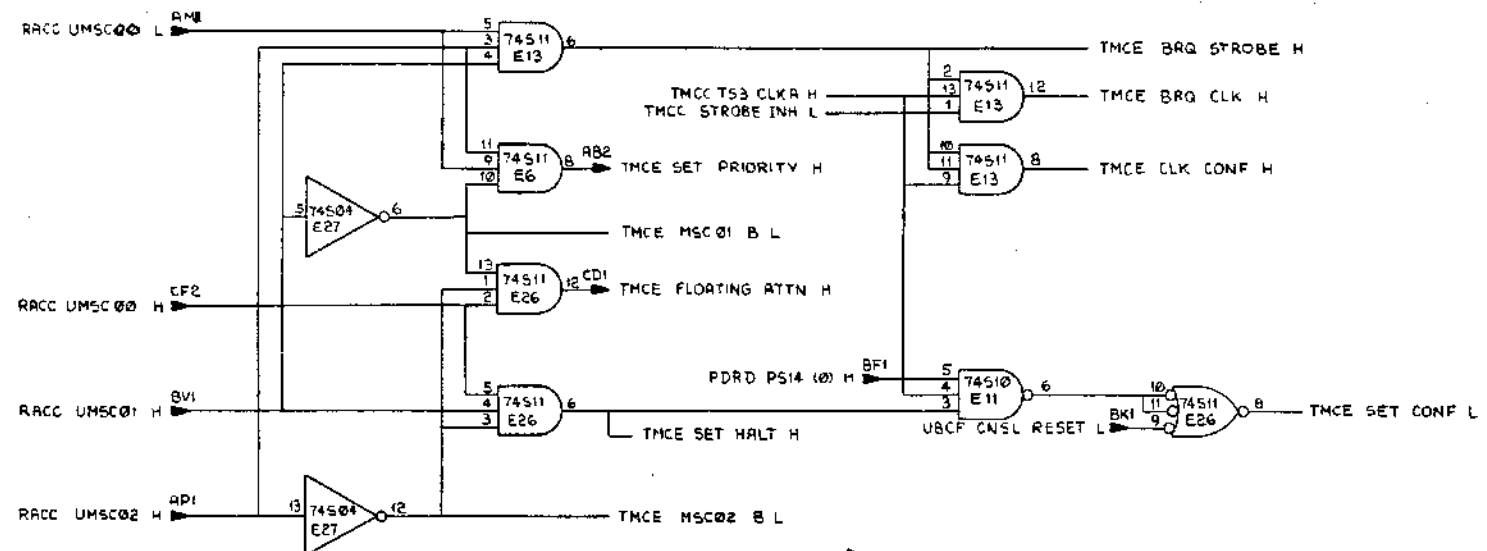 RACC UMSC00 L AM1 5 3 4 74S11 E13 6 TMCE BRQ STROBE H
TMCC TS3 CLKA H 2 13 1 74S11 E13 12 TMCE BRQ CLK H
TMCC STROBE INH L
11 9 10 74S11 E6 8 AB2 TMCE SET PRIORITY H
10 11 9 74S11 E13 8 TMCE CLK CONF H
5 74S04 E27 6 TMCE MSC01 B L
RACC UMSC00 H CF2 13 1 2 74S11 E26 12 CD1 TMCE FLOATING ATTN H
RACC UMSC01 H BV1 5 4 3 74S11 E26 6 TMCE SET HALT H
PDRD PS14 (0) H BF1 5 4 3 74S10 E11 6
UBCF CNSL RESET L BK1 10 11 9 74S11 E26 8 TMCE SET CONF L
RACC UMSC02 H AP1 13 74S04 E27 12 TMCE MSC02 B L